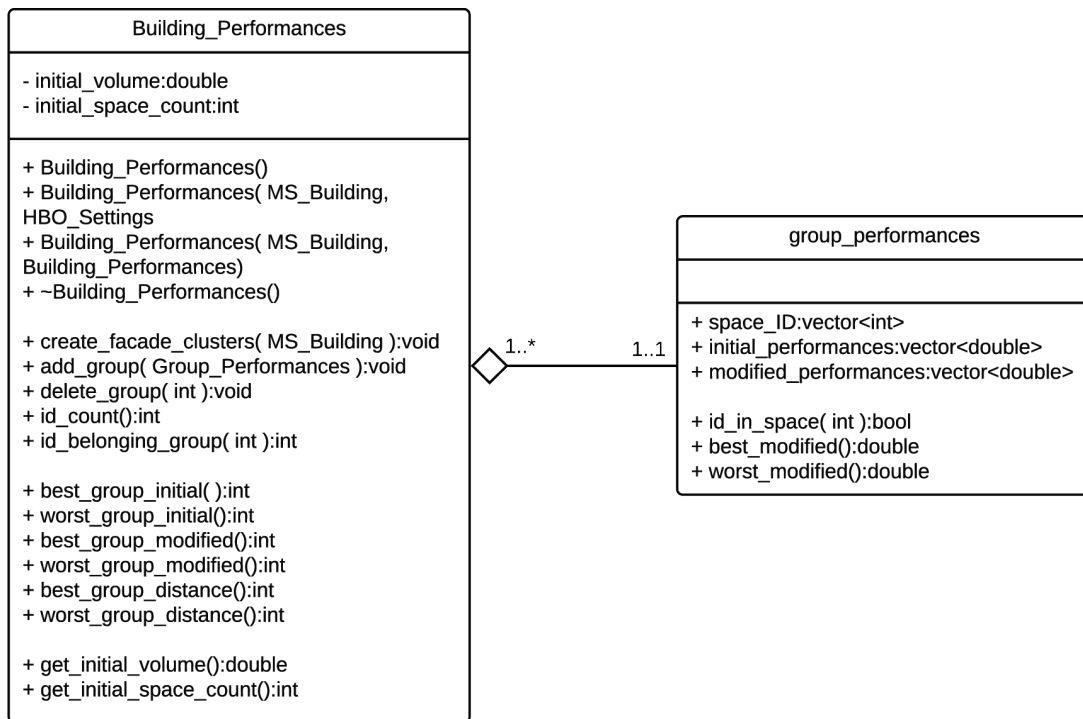 Building_Performances
- initial_volume:double
- initial_space_count:int
+ Building_Performances()
+ Building_Performances( MS_Building,
HBO_Settings
+ Building_Performances( MS_Building,
Building_Performances)
+ ~Building_Performances()
+ create_facade_clusters( MS_Building ):void
+ add_group( Group_Performances ):void
+ delete_group( int ):void
+ id_count():int
+ id_belonging_group( int ):int
+ best_group_initial( ):int
+ worst_group_initial():int
+ best_group_modified():int
+ worst_group_modified():int
+ best_group_distance():int
+ worst_group_distance():int
+ get_initial_volume():double
+ get_initial_space_count():int
1..*
1..1
group_performances
+ space_ID:vector<int>
+ initial_performances:vector<double>
+ modified_performances:vector<double>
+ id_in_space( int ):bool
+ best_modified():double
+ worst_modified():double